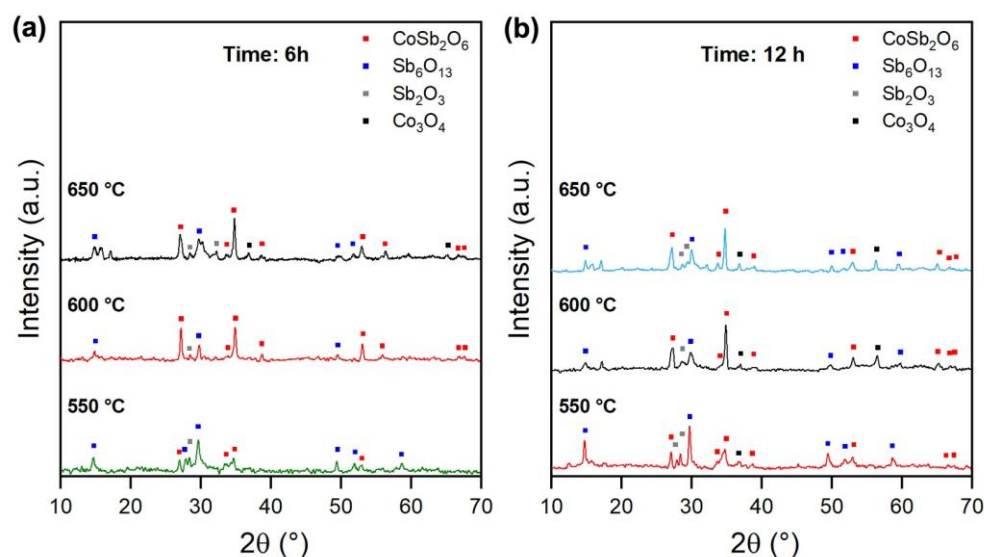 (a)
Time: 6h
CoSb₂O₆
Sb₆O₁₃
Sb₂O₃
Co₃O₄
650 °C
600 °C
550 °C
Intensity (a.u.)
10 20 30 40 50 60 70
2θ (°)
(b)
Time: 12 h
CoSb₂O₆
Sb₆O₁₃
Sb₂O₃
Co₃O₄
650 °C
600 °C
550 °C
Intensity (a.u.)
10 20 30 40 50 60 70
2θ (°)